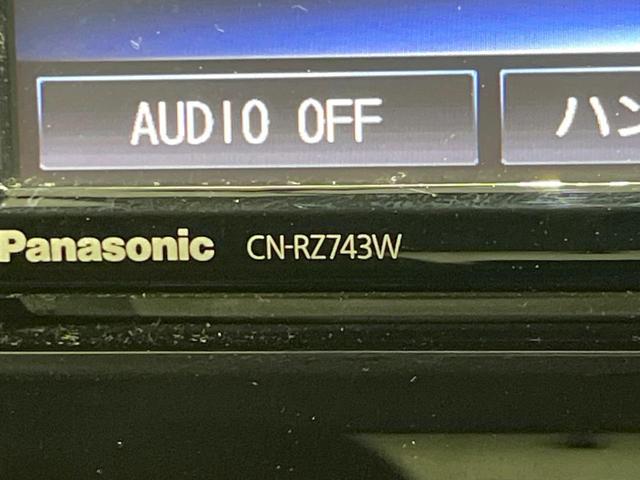 AUDIO OFF
ハン
Panasonic CN-RZ743W